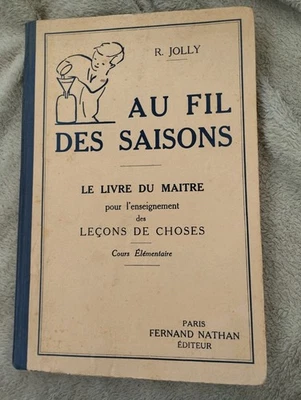 R. JOLLY
AU FIL
DES SAISONS
LE LIVRE DU MAITRE
pour l'enseignement
des
LEÇONS DE CHOSES
Cours Élémentaire
PARIS
FERNAND NATHAN
ÉDITEUR